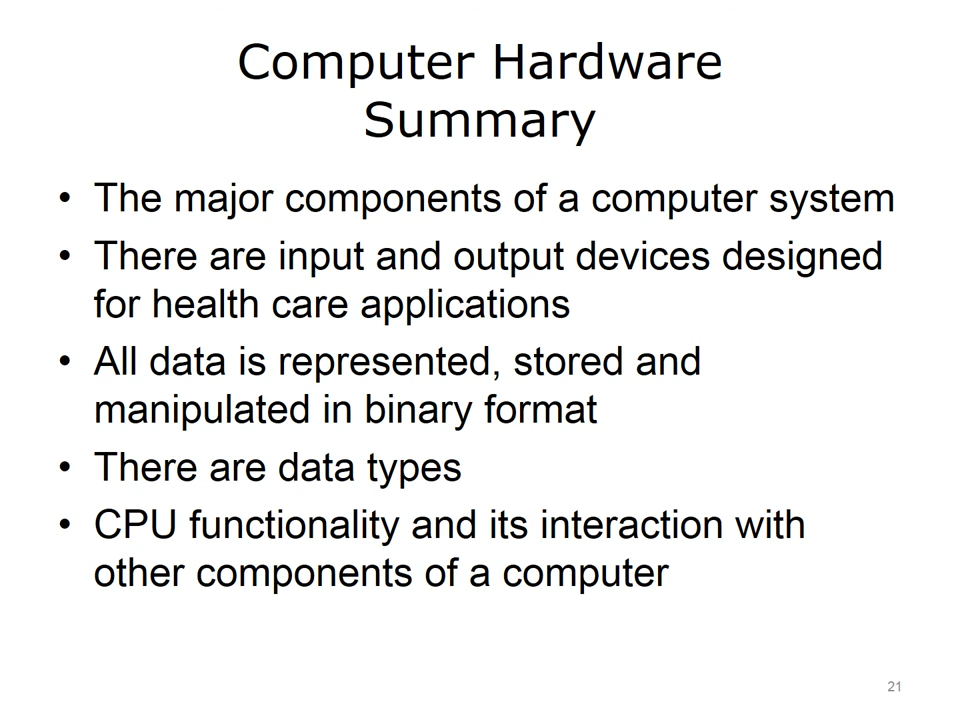 Computer Hardware
Summary
• The major components of a computer system
• There are input and output devices designed
for health care applications
• All data is represented, stored and
manipulated in binary format
• There are data types
• CPU functionality and its interaction with
other components of a computer
21